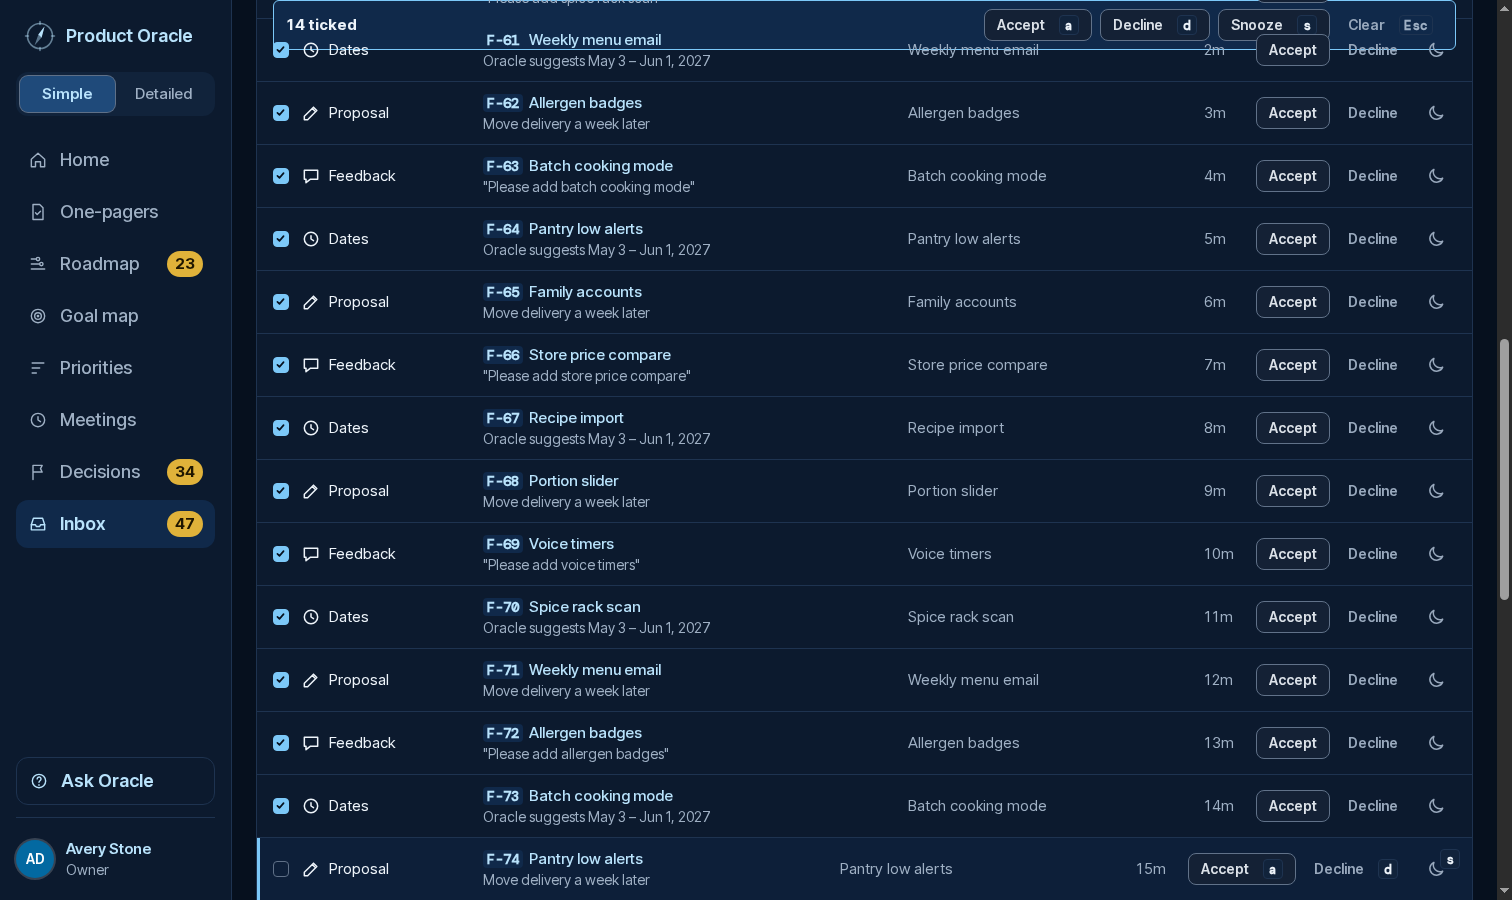 Product Oracle
Simple
Detailed
Home
One-pagers
Roadmap 23
Goal map
Priorities
Meetings
Decisions 34
Inbox 47
Ask Oracle
AD
Avery Stone
Owner
14 ticked
Accept a
Decline d
Snooze s
Clear Esc
Dates F-61 Weekly menu email
Oracle suggests May 3 – Jun 1, 2027
Weekly menu email 2m Accept Decline
Proposal F-62 Allergen badges
Move delivery a week later
Allergen badges 3m Accept Decline
Feedback F-63 Batch cooking mode
"Please add batch cooking mode"
Batch cooking mode 4m Accept Decline
Dates F-64 Pantry low alerts
Oracle suggests May 3 – Jun 1, 2027
Pantry low alerts 5m Accept Decline
Proposal F-65 Family accounts
Move delivery a week later
Family accounts 6m Accept Decline
Feedback F-66 Store price compare
"Please add store price compare"
Store price compare 7m Accept Decline
Dates F-67 Recipe import
Oracle suggests May 3 – Jun 1, 2027
Recipe import 8m Accept Decline
Proposal F-68 Portion slider
Move delivery a week later
Portion slider 9m Accept Decline
Feedback F-69 Voice timers
"Please add voice timers"
Voice timers 10m Accept Decline
Dates F-70 Spice rack scan
Oracle suggests May 3 – Jun 1, 2027
Spice rack scan 11m Accept Decline
Proposal F-71 Weekly menu email
Move delivery a week later
Weekly menu email 12m Accept Decline
Feedback F-72 Allergen badges
"Please add allergen badges"
Allergen badges 13m Accept Decline
Dates F-73 Batch cooking mode
Oracle suggests May 3 – Jun 1, 2027
Batch cooking mode 14m Accept Decline
Proposal F-74 Pantry low alerts
Move delivery a week later
Pantry low alerts 15m Accept a Decline d s